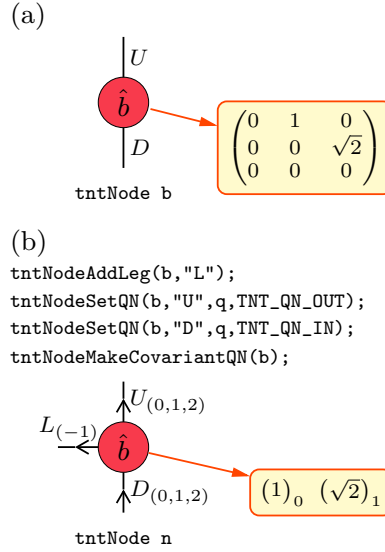 (a)
U
b̂
D
0 1 0
0 0 √2
0 0 0
tntNode b
(b)
tntNodeAddLeg(b,"L");
tntNodeSetQN(b,"U",q,TNT_QN_OUT);
tntNodeSetQN(b,"D",q,TNT_QN_IN);
tntNodeMakeCovariantQN(b);
U(0,1,2)
L(−1)
b̂
D(0,1,2)
(1)0 (√2)1
tntNode n